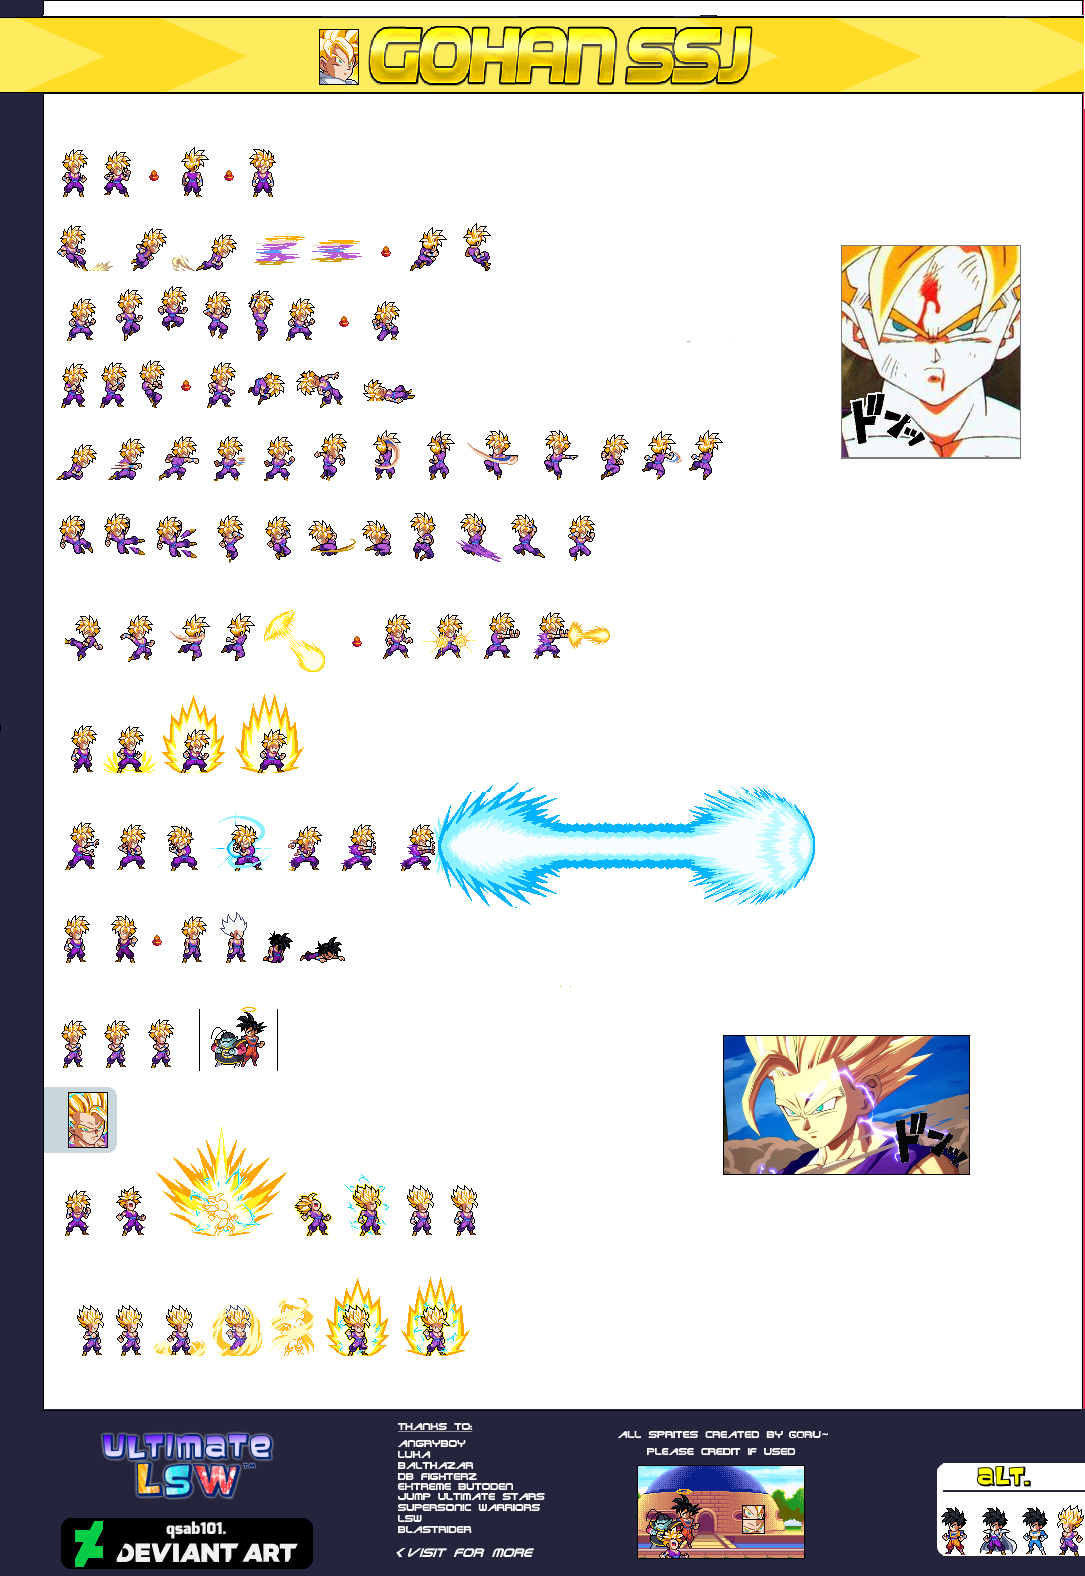 GOHAN SSJ
ドンッ
ドンッ
ULTIMATE
LSW™
qsab101.
DEVIANT ART
THANKS TO:
ANGRYBOY
LUKA
BALTHAZAR
DB FIGHTERZ
EXTREME BUTODEN
JUMP ULTIMATE STARS
SUPERSONIC WARRIORS
LSW
BLASTRIDER
< VISIT FOR MORE
ALL SPRITES CREATED BY GORU~
PLEASE CREDIT IF USED
ALT.